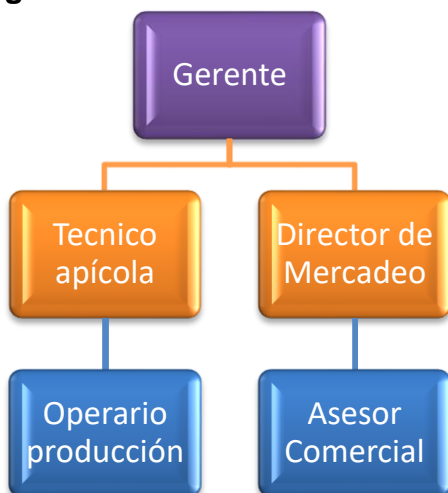 Gerente
Tecnico
apícola
Director de
Mercadeo
Operario
producción
Asesor
Comercial